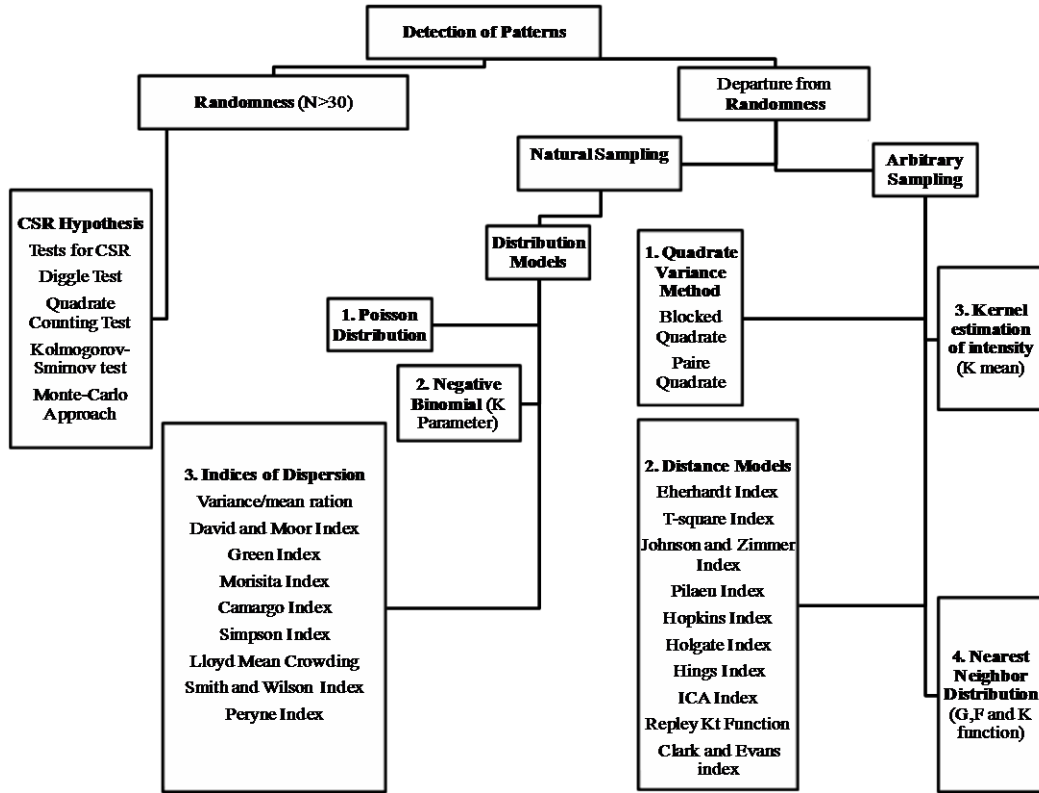 Detection of Patterns
Randomness (N>30)
Departure from
Randomness
Natural Sampling
Arbitrary
Sampling
CSR Hypothesis
Tests for CSR
Diggle Test
Quadrate
Counting Test
Kolmogorov-
Smirnov test
Monte-Carlo
Approach
Distribution
Models
1. Poisson
Distribution
2. Negative
Binomial (K
Parameter)
3. Indices of Dispersion
Variance/mean ration
David and Moor Index
Green Index
Morisita Index
Camargo Index
Simpson Index
Lloyd Mean Crowding
Smith and Wilson Index
Peryne Index
1. Quadrate
Variance
Method
Blocked
Quadrate
Paire
Quadrate
2. Distance Models
Eherhardt Index
T-square Index
Johnson and Zimmer
Index
Pilaeu Index
Hopkins Index
Holgate Index
Hings Index
ICA Index
Repley Kt Function
Clark and Evans
index
3. Kernel
estimation
of intensity
(K mean)
4. Nearest
Neighbor
Distribution
(G,F and K
function)